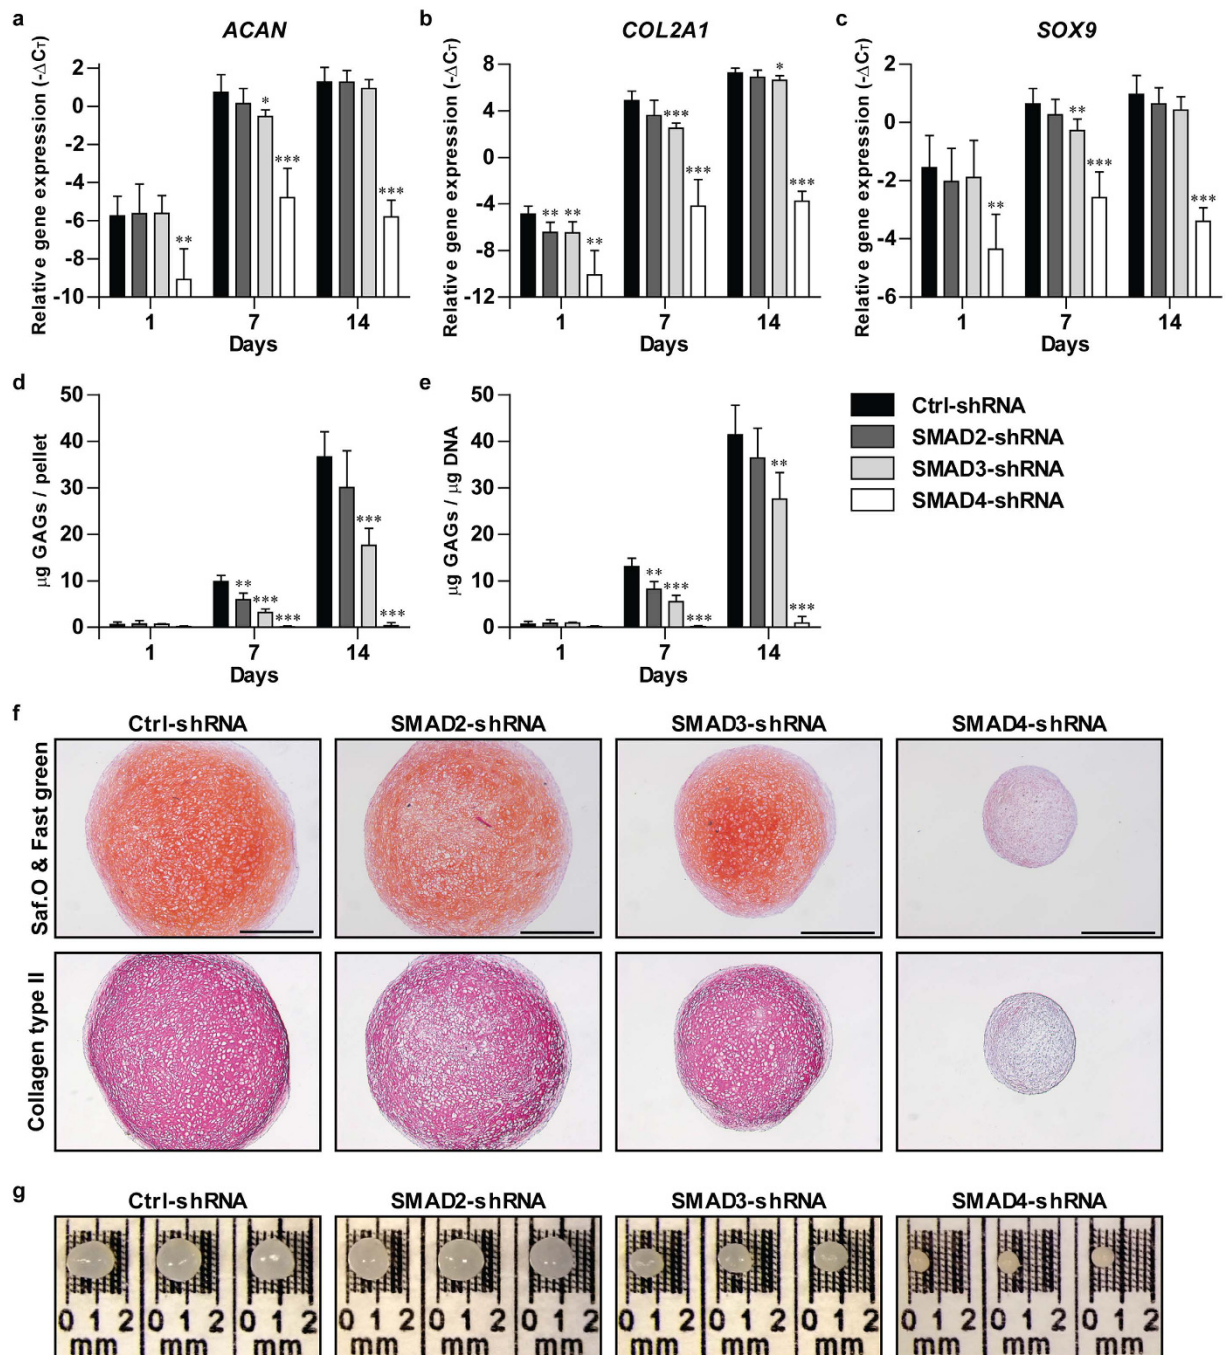 a
ACAN
Relative gene expression (-ΔCT)
2
0
-2
-4
-6
-8
-10
**
*
***
***
1
7
14
Days
b
COL2A1
Relative gene expression (-ΔCT)
8
4
0
-4
-8
-12
** ** **
***
***
*
***
1
7
14
Days
c
SOX9
Relative gene expression (-ΔCT)
2
0
-2
-4
-6
**
**
***
***
1
7
14
Days
d
µg GAGs / pellet
50
40
30
20
10
0
**
***
***
***
***
1
7
14
Days
e
µg GAGs / µg DNA
50
40
30
20
10
0
**
***
***
**
***
1
7
14
Days
Ctrl-shRNA
SMAD2-shRNA
SMAD3-shRNA
SMAD4-shRNA
f
Ctrl-shRNA
SMAD2-shRNA
SMAD3-shRNA
SMAD4-shRNA
Saf.O & Fast green
Collagen type II
g
Ctrl-shRNA
SMAD2-shRNA
SMAD3-shRNA
SMAD4-shRNA
0 1 2 0 1 2 0 1 2
mm mm mm
0 1 2 0 1 2 0 1 2
mm mm mm
0 1 2 0 1 2 0 1 2
mm mm mm
0 1 2 0 1 2 0 1 2
mm mm mm